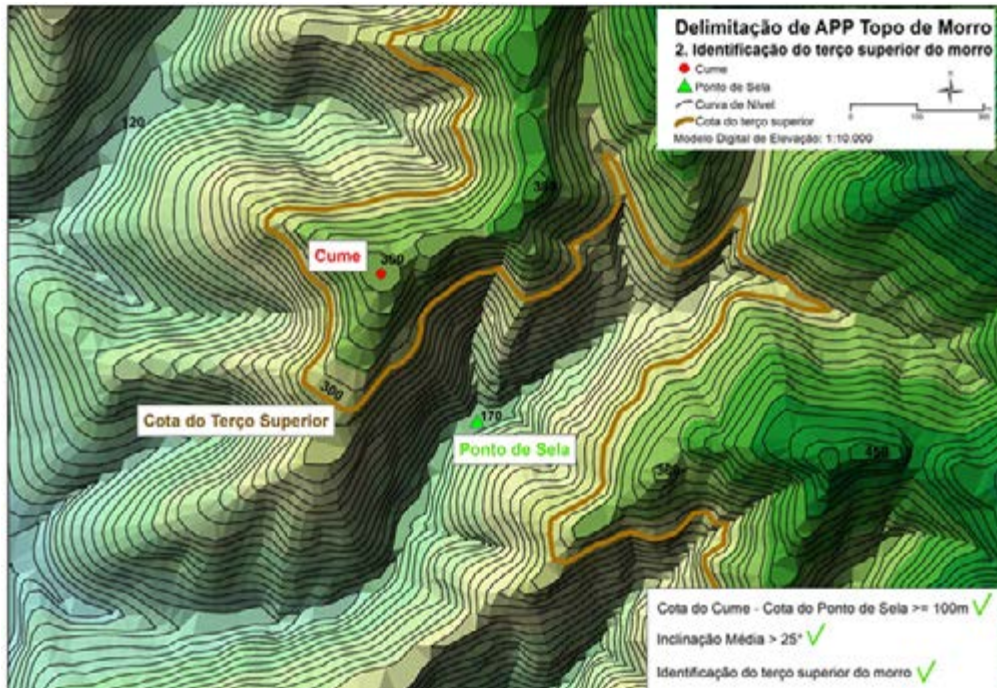 Delimitação de APP Topo de Morro
2. Identificação do terço superior do morro
Cume
Ponto de Sela
Curva de Nível
Cota do terço superior
Modelo Digital de Elevação: 1:10.000
120
360
Cume
300
Cota do Terço Superior
170
Ponto de Sela
Cota do Cume - Cota do Ponto de Sela >= 100m
Inclinação Média > 25°
Identificação do terço superior do morro